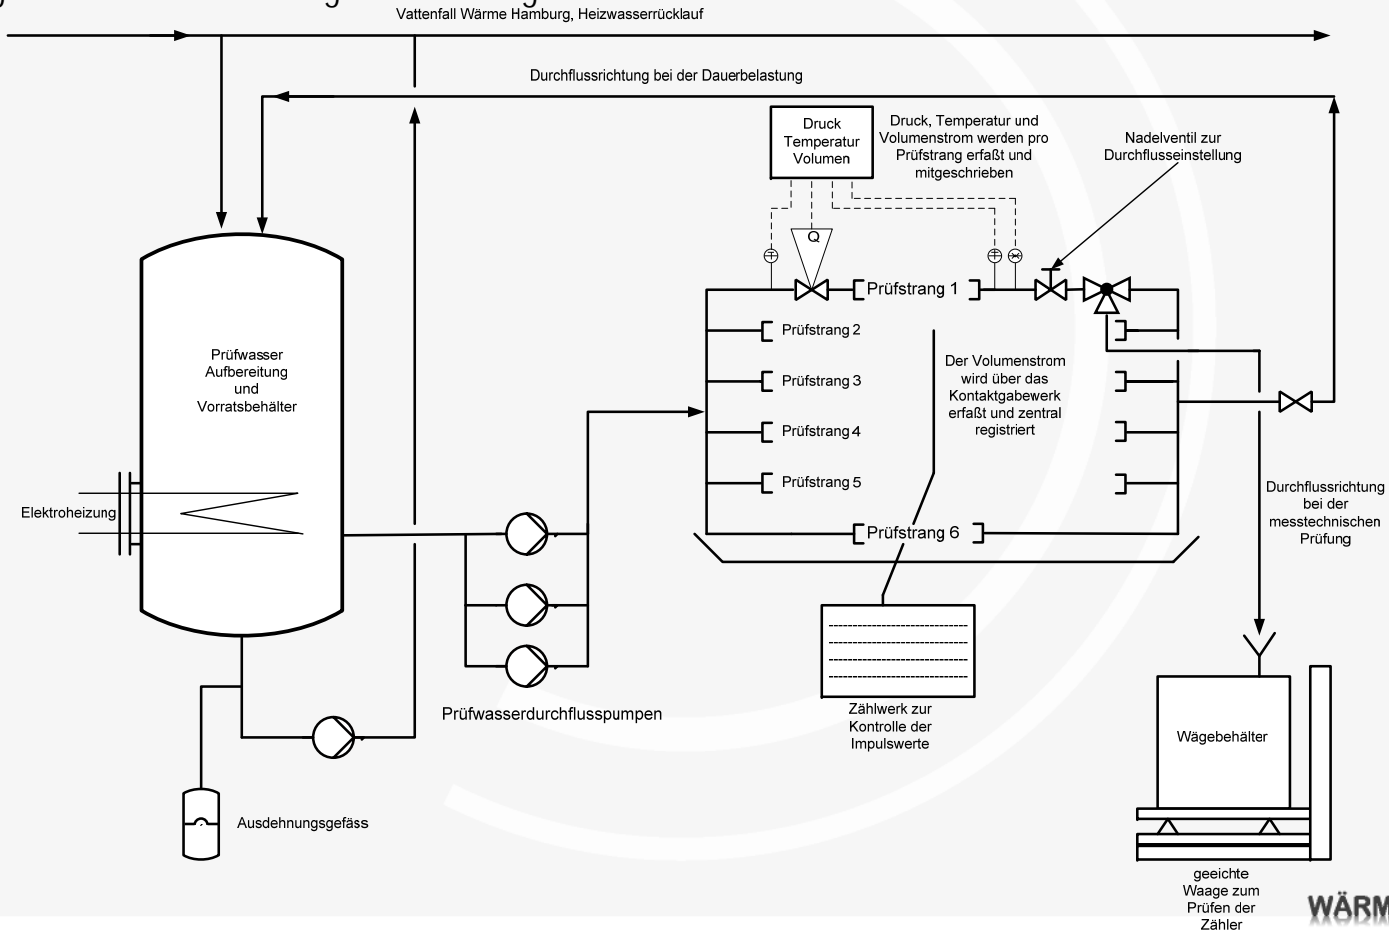 Vattenfall Wärme Hamburg, Heizwasserrücklauf
Durchflussrichtung bei der Dauerbelastung
Druck
Temperatur
Volumen
Druck, Temperatur und
Volumenstrom werden pro
Prüfstrang erfaßt und
mitgeschrieben
Nadelventil zur
Durchflusseinstellung
Q
Prüfstrang 1
Prüfstrang 2
Prüfstrang 3
Prüfstrang 4
Prüfstrang 5
Prüfstrang 6
Prüfwasser
Aufbereitung
und
Vorratsbehälter
Der Volumenstrom
wird über das
Kontaktgabewerk
erfaßt und zentral
registriert
Elektroheizung
Durchflussrichtung
bei der
messtechnischen
Prüfung
Prüfwasserdurchflusspumpen
Zählwerk zur
Kontrolle der
Impulswerte
Wägebehälter
Ausdehnungsgefäss
geeichte
Waage zum
Prüfen der
Zähler
WÄRM